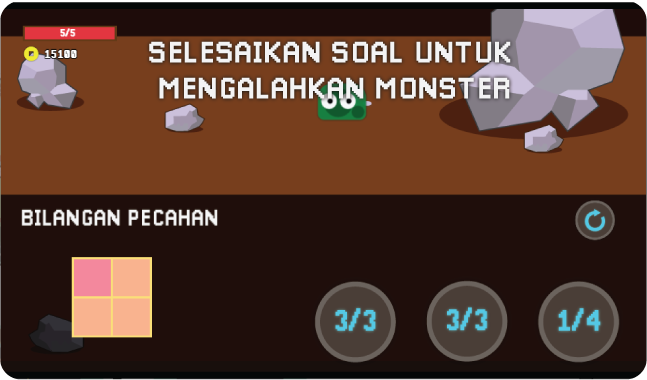 5/5
15100
SELESAIKAN SOAL UNTUK
MENGALAHKAN MONSTER
BILANGAN PECAHAN
3/3
3/3
1/4